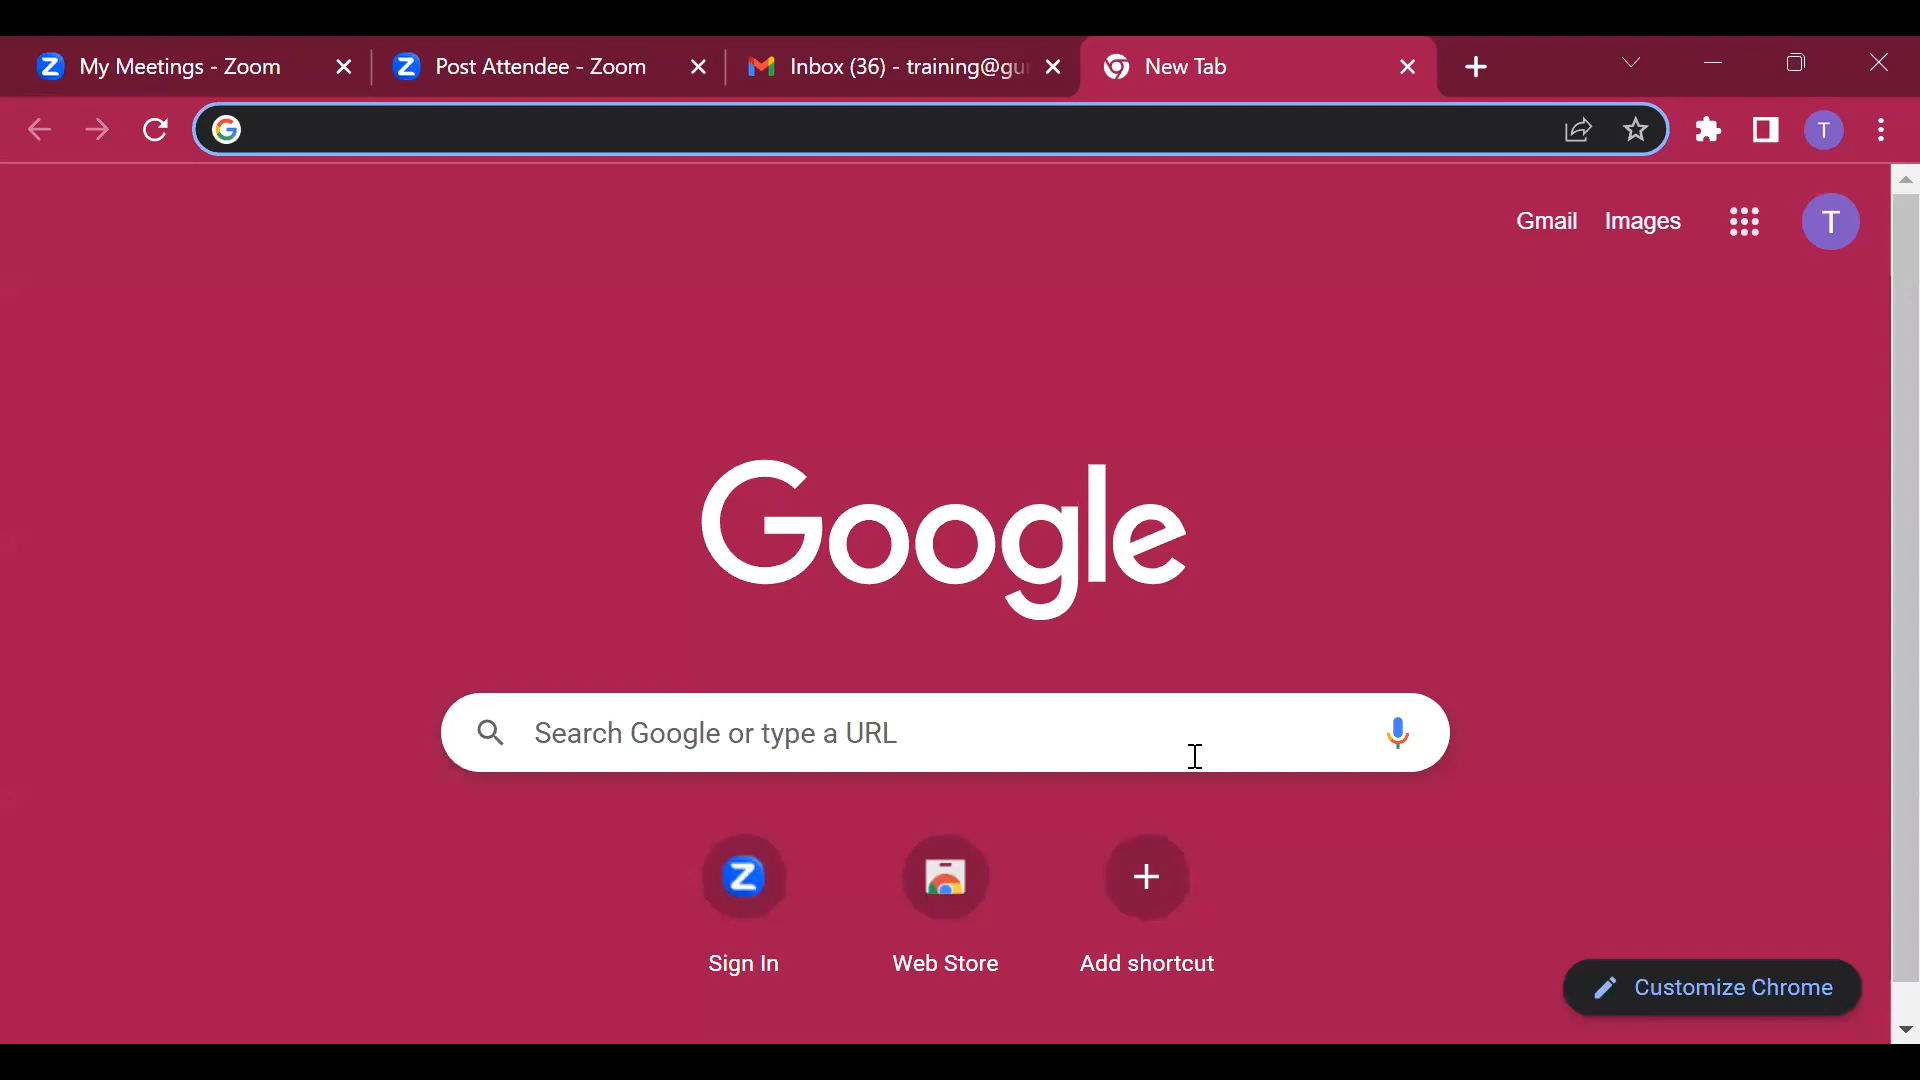 My Meetings - Zoom
Post Attendee - Zoom
Inbox (36) - training@gu
New Tab
T
Gmail
Images
T
Google
Search Google or type a URL
Sign In
Web Store
Add shortcut
Customize Chrome